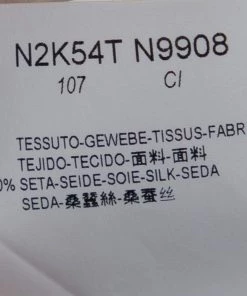 N2K54T N9908
107 CI
TESSUTO-GEWEBE-TISSUS-FABR
TEJIDO-TECIDO-面料-面料
0% SETA-SEIDE-SOIE-SILK-SEDA
SEDA-桑蠶絲-桑蚕丝